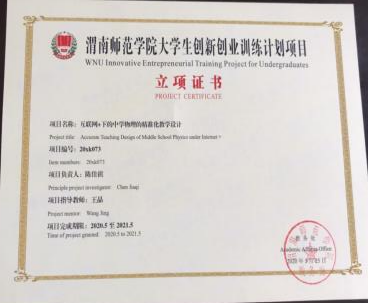 渭南师范学院大学生创新创业训练计划项目
WNU Innovative Entrepreneurial Training Project for Undergraduates
立项证书
PROJECT CERTIFICATE
项目名称：互联网+下的中学物理的精准化教学设计
Project title: Accurate Teaching Design of Middle School Physics under Internet +
项目编号：20xk073
Item numbers: 20xk073
项目负责人：陈佳祺
Principle project investigator: Chen Jiaqi
项目指导教师：王晶
Project mentor: Wang Jing
项目完成期限：2020.5 至 2021.5
Time of project granted: 2020.5 to 2021.5
教务处
Academic Affairs Office